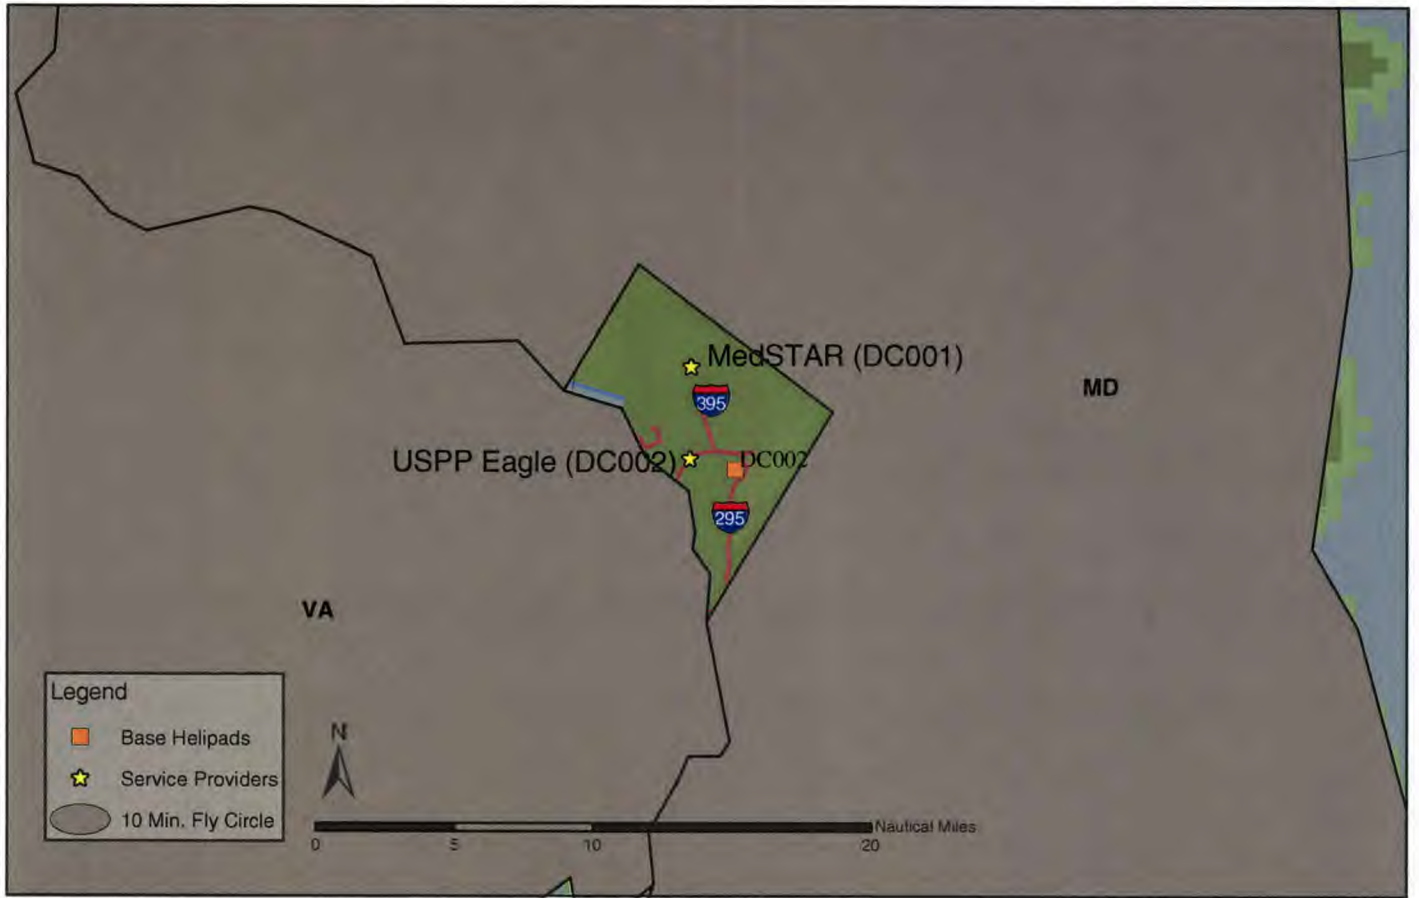 MedSTAR (DC001)
395
MD
USPP Eagle (DC002)
DC002
295
VA
Legend
Base Helipads
Service Providers
10 Min. Fly Circle
N
Nautical Miles
0 5 10 20